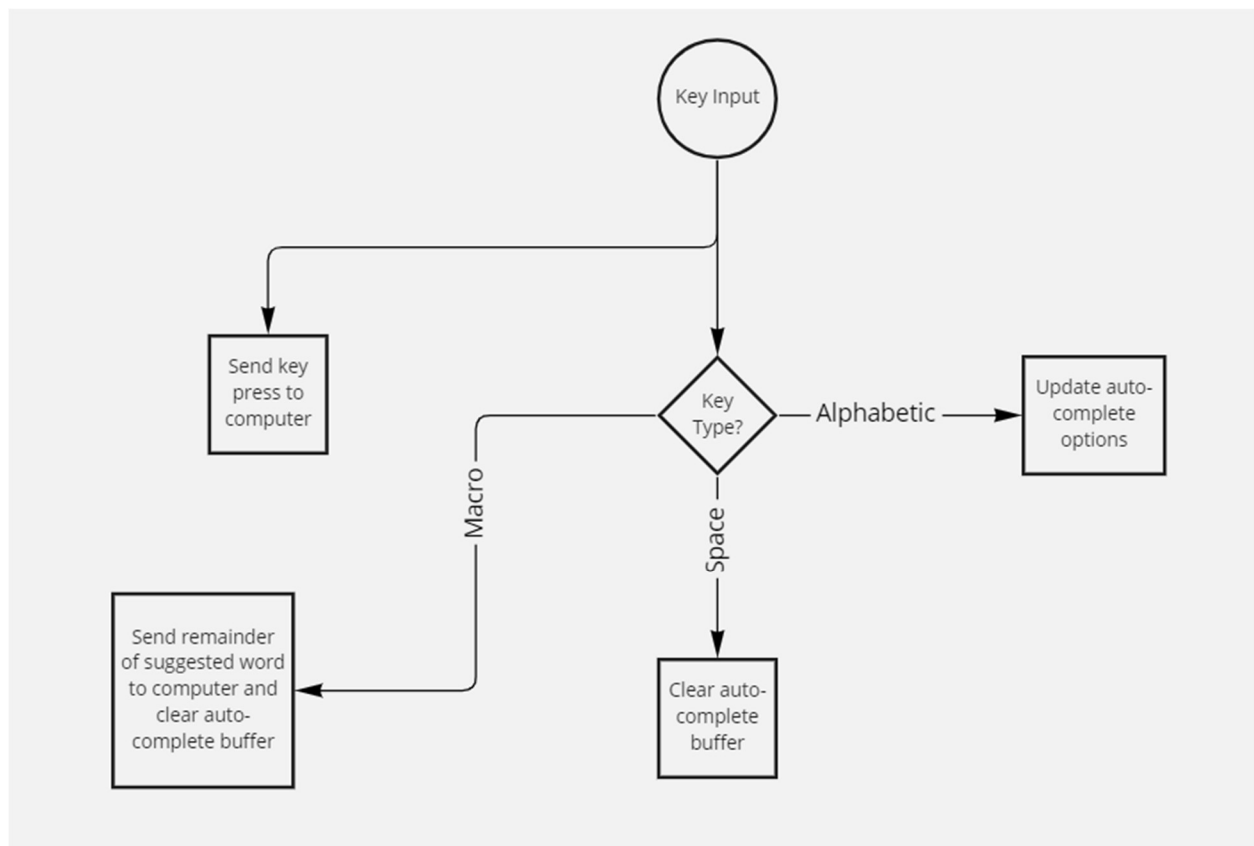 Key Input
Send key
press to
computer
Key
Type?
Alphabetic
Update auto-
complete
options
Macro
Space
Send remainder
of suggested word
to computer and
clear auto-
complete buffer
Clear auto-
complete
buffer